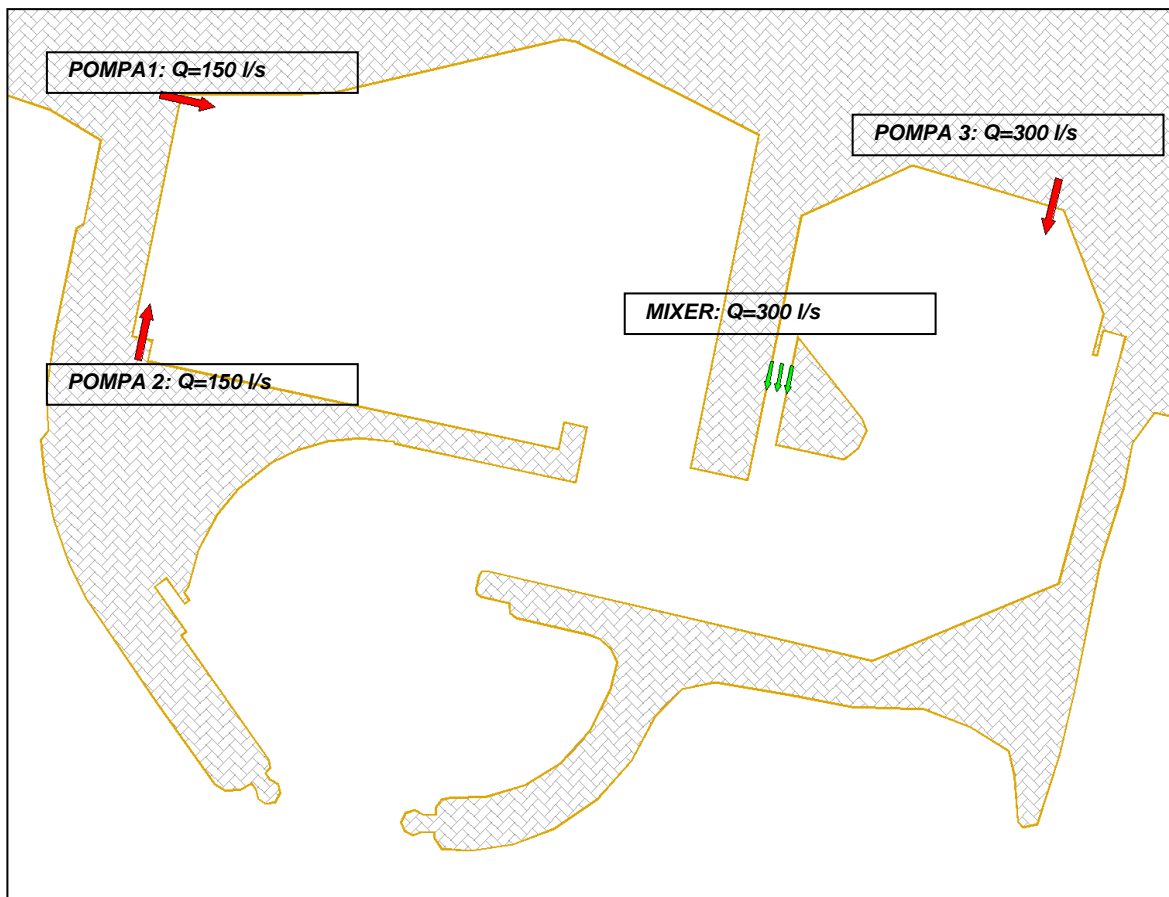 POMPA1: Q=150 l/s
POMPA 3: Q=300 l/s
MIXER: Q=300 l/s
POMPA 2: Q=150 l/s